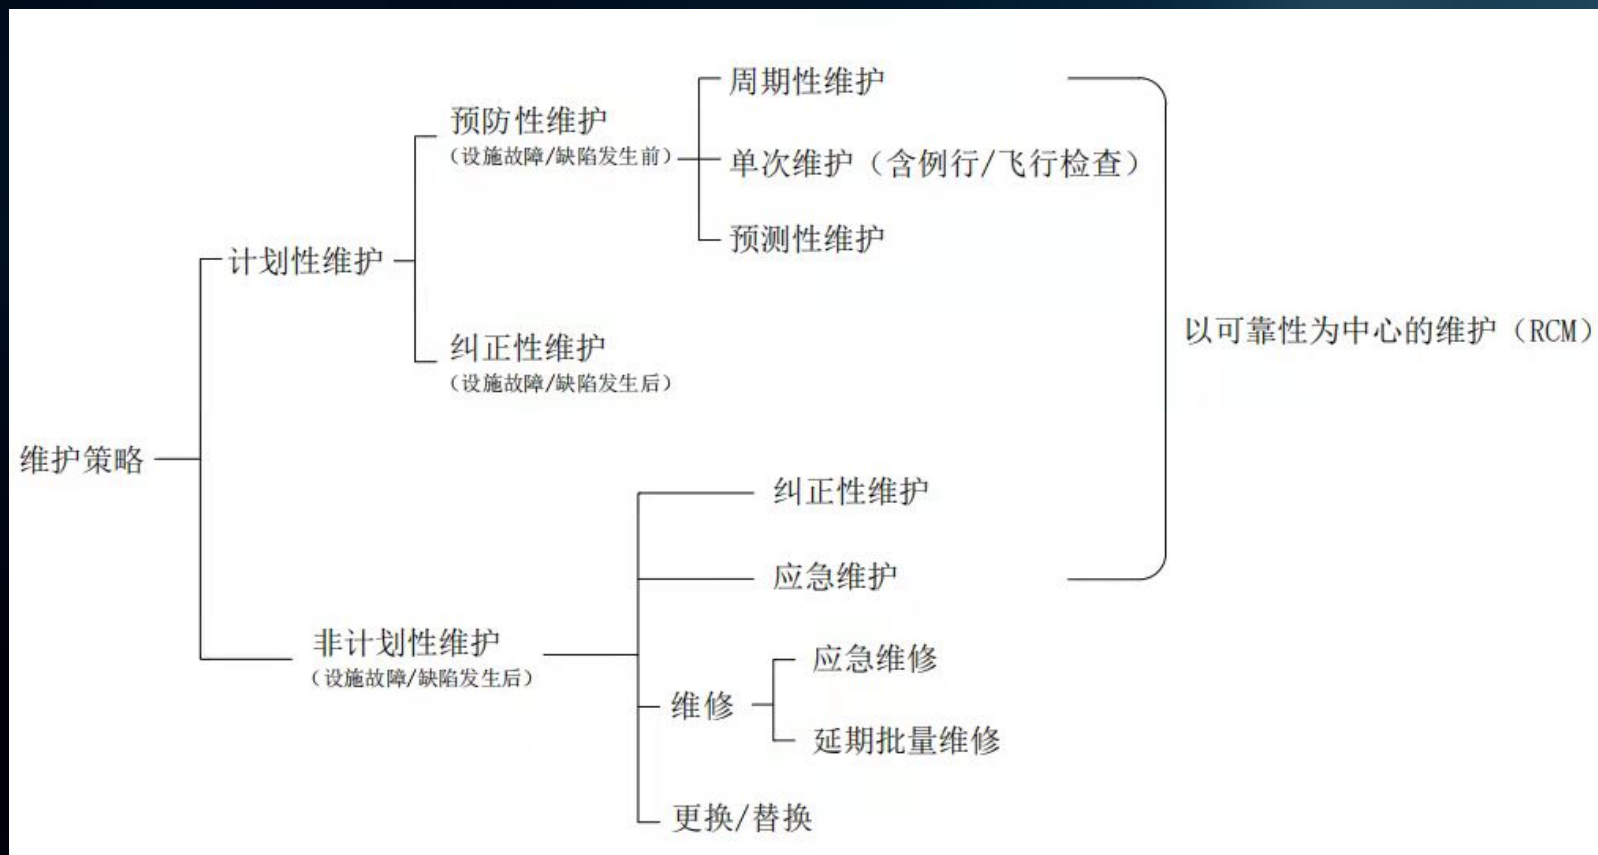 周期性维护
预防性维护
（设施故障/缺陷发生前）
单次维护（含例行/飞行检查）
预测性维护
计划性维护
以可靠性为中心的维护（RCM）
纠正性维护
（设施故障/缺陷发生后）
维护策略
纠正性维护
应急维护
非计划性维护
（设施故障/缺陷发生后）
应急维修
维修
延期批量维修
更换/替换